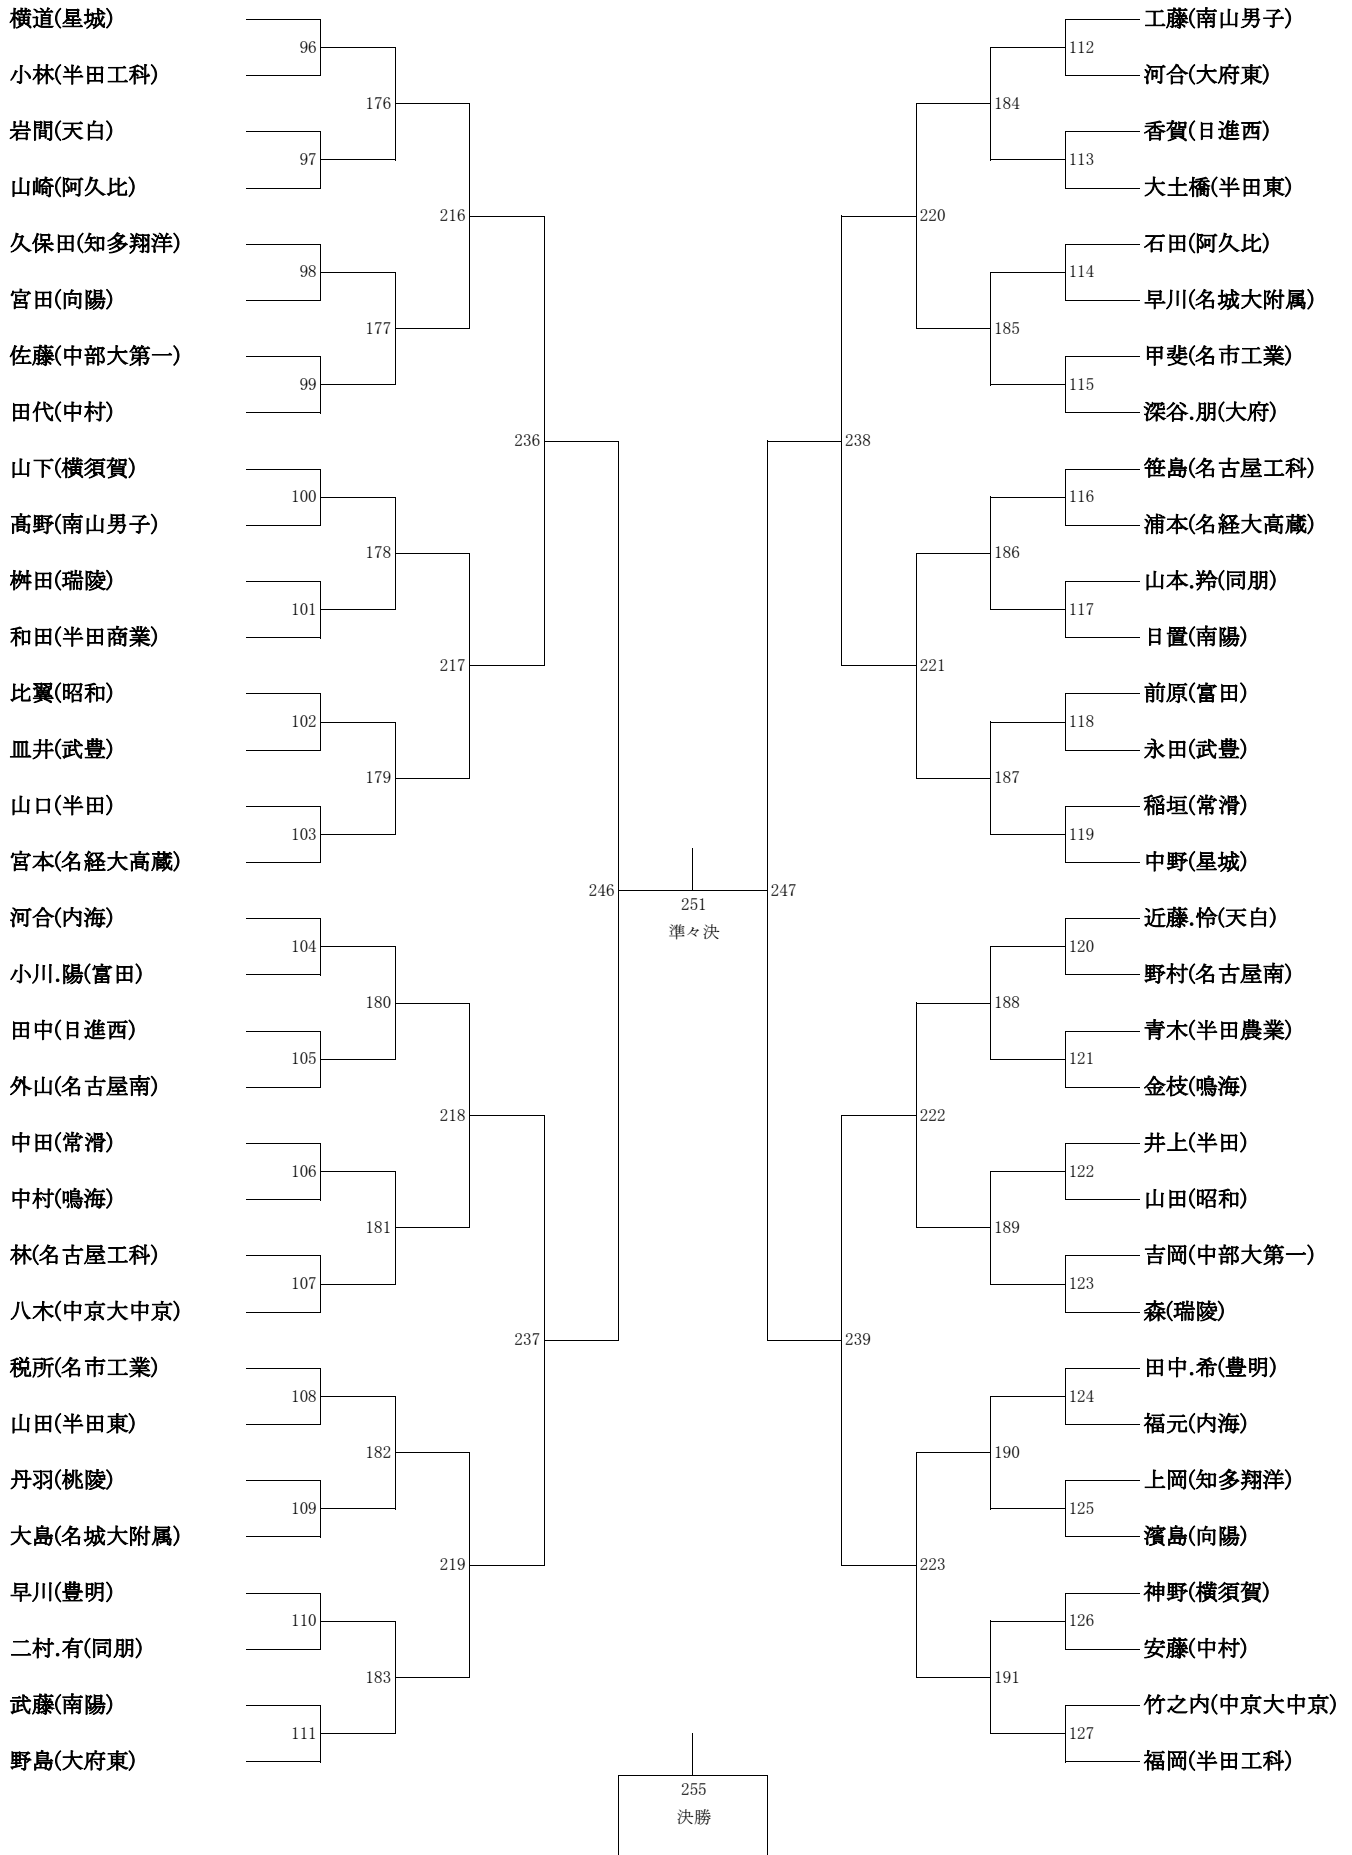 横道(星城)
96
小林(半田工科)
176
岩間(天白)
97
山崎(阿久比)
216
久保田(知多翔洋)
98
宮田(向陽)
177
佐藤(中部大第一)
99
田代(中村)
236
山下(横須賀)
100
髙野(南山男子)
178
桝田(瑞陵)
101
和田(半田商業)
217
比翼(昭和)
102
皿井(武豊)
179
山口(半田)
103
宮本(名経大高蔵)
246
河合(内海)
104
小川.陽(富田)
180
田中(日進西)
105
外山(名古屋南)
218
中田(常滑)
106
中村(鳴海)
181
林(名古屋工科)
107
八木(中京大中京)
237
税所(名市工業)
108
山田(半田東)
182
丹羽(桃陵)
109
大島(名城大附属)
219
早川(豊明)
110
二村.有(同朋)
183
武藤(南陽)
111
野島(大府東)
251
準々決
255
決勝
工藤(南山男子)
112
河合(大府東)
184
香賀(日進西)
113
大土橋(半田東)
220
石田(阿久比)
114
早川(名城大附属)
185
甲斐(名市工業)
115
深谷.朋(大府)
238
笹島(名古屋工科)
116
浦本(名経大高蔵)
186
山本.羚(同朋)
117
日置(南陽)
221
前原(富田)
118
永田(武豊)
187
稲垣(常滑)
119
中野(星城)
247
近藤.怜(天白)
120
野村(名古屋南)
188
青木(半田農業)
121
金枝(鳴海)
222
井上(半田)
122
山田(昭和)
189
吉岡(中部大第一)
123
森(瑞陵)
239
田中.希(豊明)
124
福元(内海)
190
上岡(知多翔洋)
125
濱島(向陽)
223
神野(横須賀)
126
安藤(中村)
191
竹之内(中京大中京)
127
福岡(半田工科)